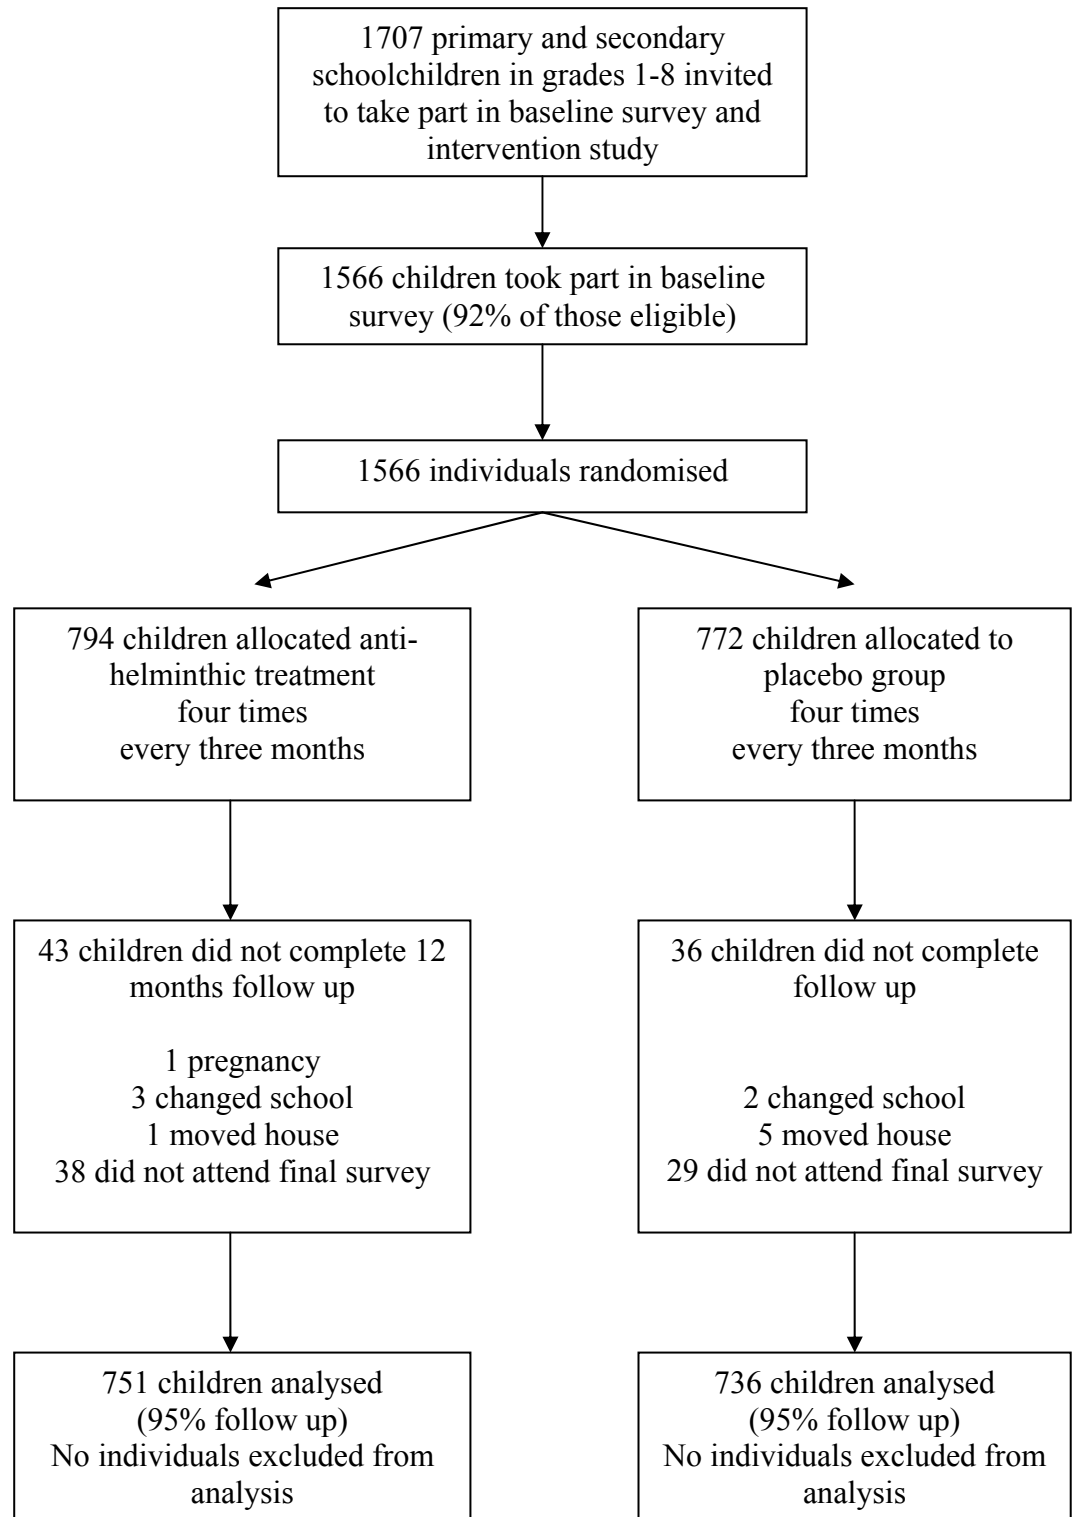 1707 primary and secondary
schoolchildren in grades 1-8 invited
to take part in baseline survey and
intervention study
1566 children took part in baseline
survey (92% of those eligible)
1566 individuals randomised
794 children allocated anti-
helminthic treatment
four times
every three months
772 children allocated to
placebo group
four times
every three months
43 children did not complete 12
months follow up
1 pregnancy
3 changed school
1 moved house
38 did not attend final survey
36 children did not complete
follow up
2 changed school
5 moved house
29 did not attend final survey
751 children analysed
(95% follow up)
No individuals excluded from
analysis
736 children analysed
(95% follow up)
No individuals excluded from
analysis